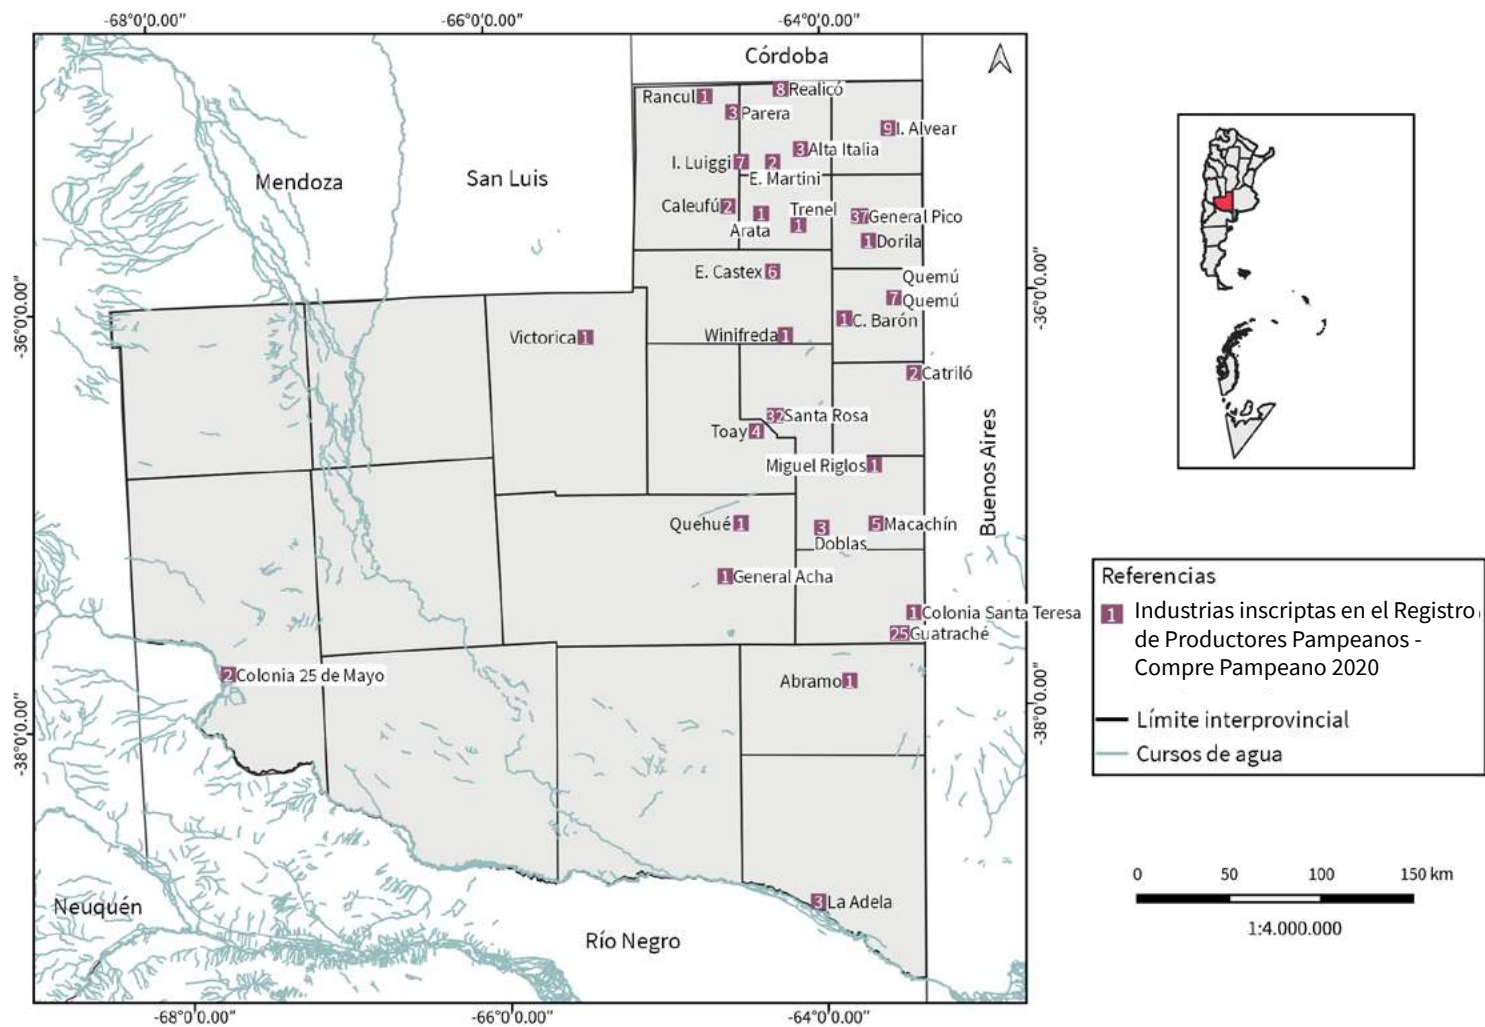 -68°0'0.00"
-66°0'0.00"
-64°0'0.00"
Córdoba
Rancul 1
8 Realicó
3 Parera
9 I. Alvear
3 Alta Italia
I. Luiggi 7
2
E. Martini
Mendoza
San Luis
Caleufú 2
1
Arata
Trenel
1
37 General Pico
1 Dorila
E. Castex 6
Quemú
7 Quemú
1 C. Barón
-36°0'0.00"
-36°0'0.00"
Victorica 1
Winifreda 1
2 Catriló
32 Santa Rosa
Toay 4
Miguel Riglos 1
Buenos Aires
Quehué 1
3
Doblas
5 Macachín
1 General Acha
1 Colonia Santa Teresa
25 Guatraché
2 Colonia 25 de Mayo
Abramo 1
-38°0'0.00"
-38°0'0.00"
3 La Adela
Neuquén
Río Negro
-68°0'0.00"
-66°0'0.00"
-64°0'0.00"
Referencias
1 Industrias inscriptas en el Registro
de Productores Pampeanos -
Compre Pampeano 2020
Límite interprovincial
Cursos de agua
0 50 100 150 km
1:4.000.000